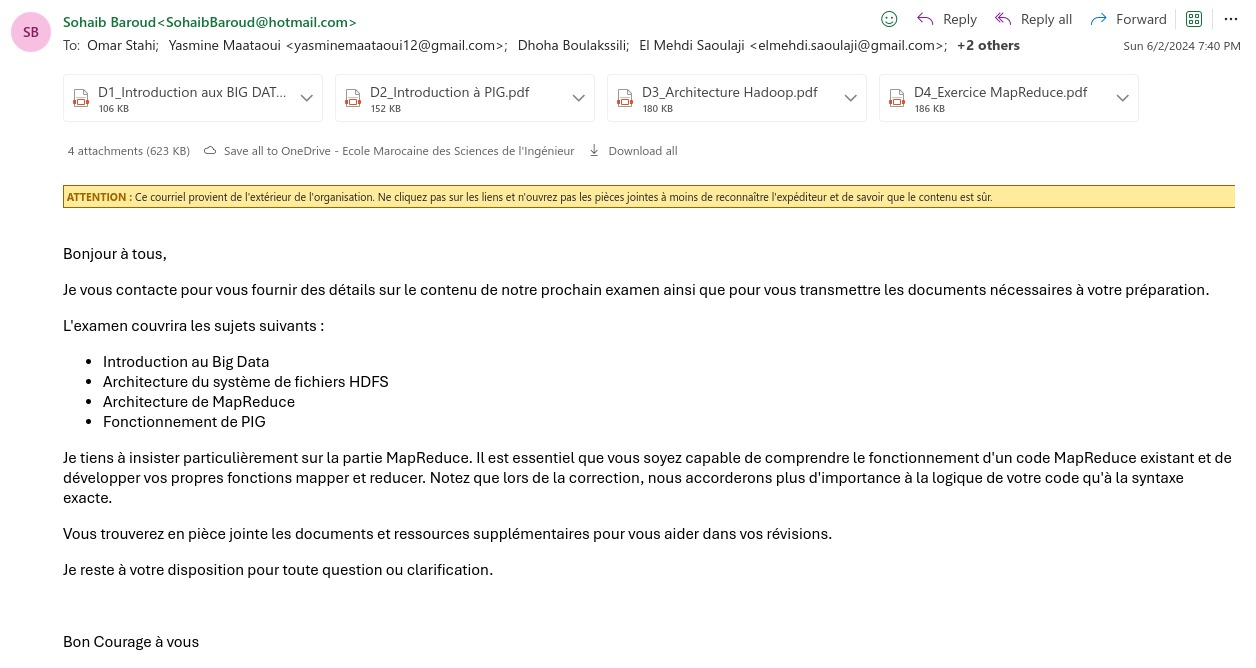 SB
Sohaib Baroud<SohaibBaroud@hotmail.com>
Reply
Reply all
Forward
To: Omar Stahi; Yasmine Maataoui <yasminemaataoui12@gmail.com>; Dhoha Boulakssili; El Mehdi Saoulaji <elmehdi.saoulaji@gmail.com>; +2 others
Sun 6/2/2024 7:40 PM
D1_Introduction aux BIG DAT...
106 KB
D2_Introduction à PIG.pdf
152 KB
D3_Architecture Hadoop.pdf
180 KB
D4_Exercice MapReduce.pdf
186 KB
4 attachments (623 KB) Save all to OneDrive - Ecole Marocaine des Sciences de l'Ingénieur Download all
ATTENTION : Ce courriel provient de l'extérieur de l'organisation. Ne cliquez pas sur les liens et n'ouvrez pas les pièces jointes à moins de reconnaître l'expéditeur et de savoir que le contenu est sûr.
Bonjour à tous,
Je vous contacte pour vous fournir des détails sur le contenu de notre prochain examen ainsi que pour vous transmettre les documents nécessaires à votre préparation.
L'examen couvrira les sujets suivants :
• Introduction au Big Data
• Architecture du système de fichiers HDFS
• Architecture de MapReduce
• Fonctionnement de PIG
Je tiens à insister particulièrement sur la partie MapReduce. Il est essentiel que vous soyez capable de comprendre le fonctionnement d'un code MapReduce existant et de
développer vos propres fonctions mapper et reducer. Notez que lors de la correction, nous accorderons plus d'importance à la logique de votre code qu'à la syntaxe
exacte.
Vous trouverez en pièce jointe les documents et ressources supplémentaires pour vous aider dans vos révisions.
Je reste à votre disposition pour toute question ou clarification.
Bon Courage à vous